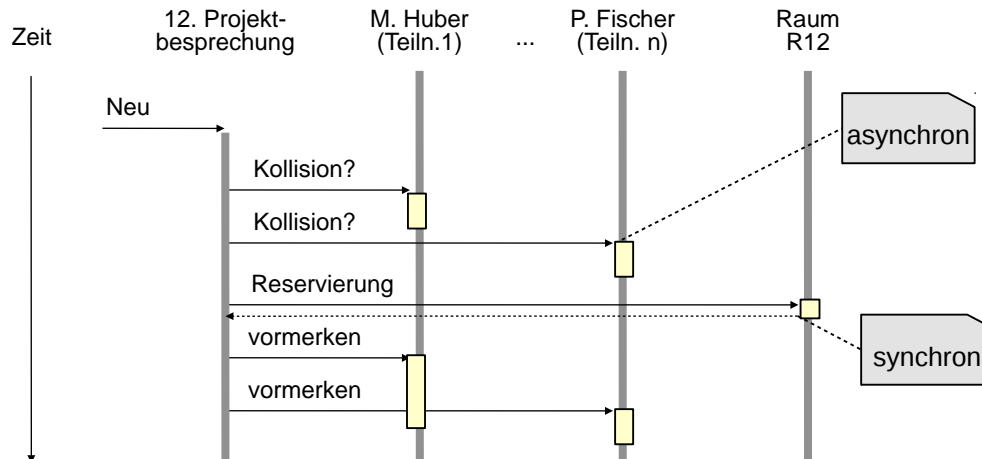 Zeit
12. Projekt-
besprechung
M. Huber
(Teiln.1)
...
P. Fischer
(Teiln. n)
Raum
R12
Neu
asynchron
Kollision?
Kollision?
Reservierung
vormerken
synchron
vormerken